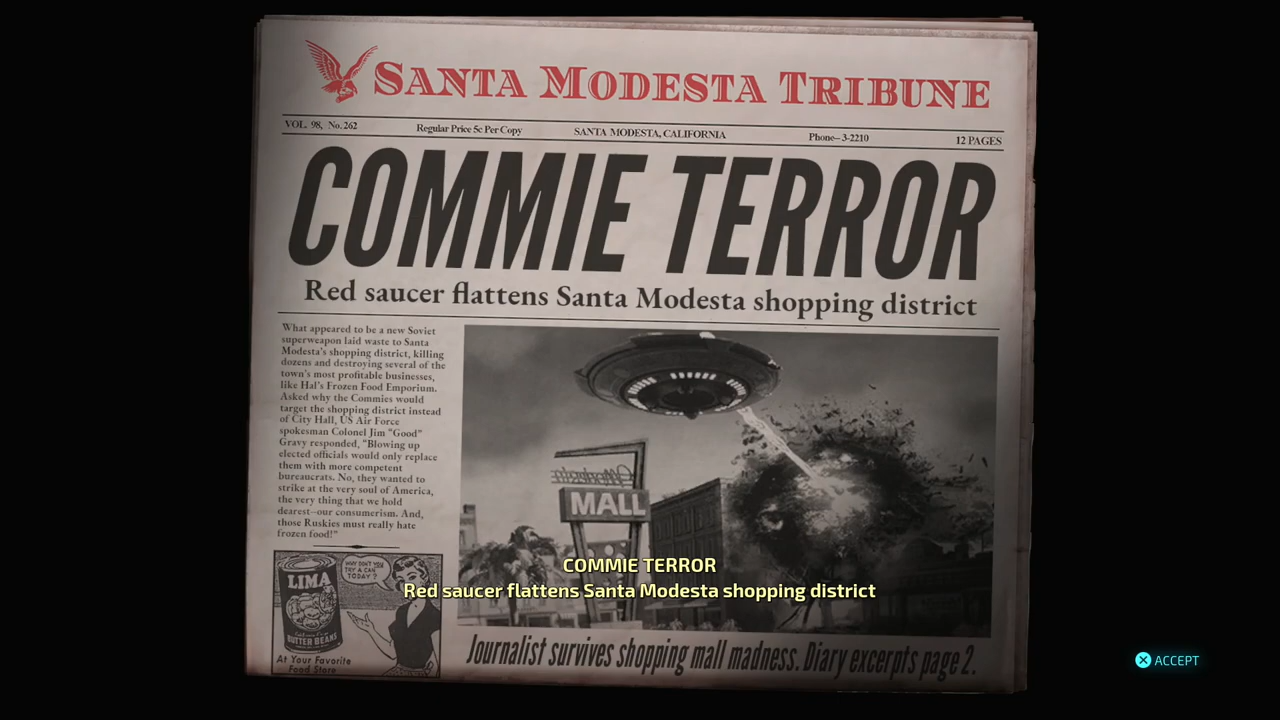 SANTA MODESTA TRIBUNE
VOL. 98, No. 262
Regular Price 5c Per Copy
SANTA MODESTA, CALIFORNIA
Phone–3-2210
12 PAGES
COMMIE TERROR
Red saucer flattens Santa Modesta shopping district
What appeared to be a new Soviet
superweapon laid waste to Santa
Modesta's shopping district, killing
dozens and destroying several of the
town's most profitable businesses,
like Hal's Frozen Food Emporium.
Asked why the Commies would
target the shopping district instead
of City Hall, US Air Force
spokesman Colonel Jim "Good"
Gravy responded, "Blowing up
elected officials would only replace
them with more competent
bureaucrats. No, they wanted to
strike at the very soul of America,
the very thing that we hold
dearest–our consumerism. And,
those Ruskies must really hate
frozen food!"
MALL
WHY DON'T YOU
TRY A CAN
TODAY?
LIMA
BUTTER BEANS
At Your Favorite
Food Store
COMMIE TERROR
Red saucer flattens Santa Modesta shopping district
Journalist survives shopping mall madness. Diary excerpts page 2.
ACCEPT